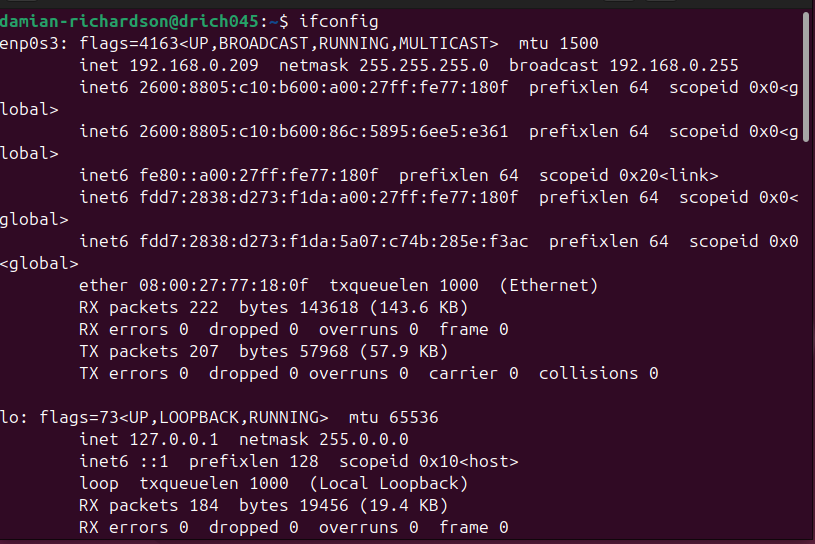 damian-richardson@drich045:~$ ifconfig
enp0s3: flags=4163<UP,BROADCAST,RUNNING,MULTICAST>  mtu 1500
        inet 192.168.0.209  netmask 255.255.255.0  broadcast 192.168.0.255
        inet6 2600:8805:c10:b600:a00:27ff:fe77:180f  prefixlen 64  scopeid 0x0<g
lobal>
        inet6 2600:8805:c10:b600:86c:5895:6ee5:e361  prefixlen 64  scopeid 0x0<g
lobal>
        inet6 fe80::a00:27ff:fe77:180f  prefixlen 64  scopeid 0x20<link>
        inet6 fdd7:2838:d273:f1da:a00:27ff:fe77:180f  prefixlen 64  scopeid 0x0<
global>
        inet6 fdd7:2838:d273:f1da:5a07:c74b:285e:f3ac  prefixlen 64  scopeid 0x0
<global>
        ether 08:00:27:77:18:0f  txqueuelen 1000  (Ethernet)
        RX packets 222  bytes 143618 (143.6 KB)
        RX errors 0  dropped 0  overruns 0  frame 0
        TX packets 207  bytes 57968 (57.9 KB)
        TX errors 0  dropped 0 overruns 0  carrier 0  collisions 0

lo: flags=73<UP,LOOPBACK,RUNNING>  mtu 65536
        inet 127.0.0.1  netmask 255.0.0.0
        inet6 ::1  prefixlen 128  scopeid 0x10<host>
        loop  txqueuelen 1000  (Local Loopback)
        RX packets 184  bytes 19456 (19.4 KB)
        RX errors 0  dropped 0  overruns 0  frame 0